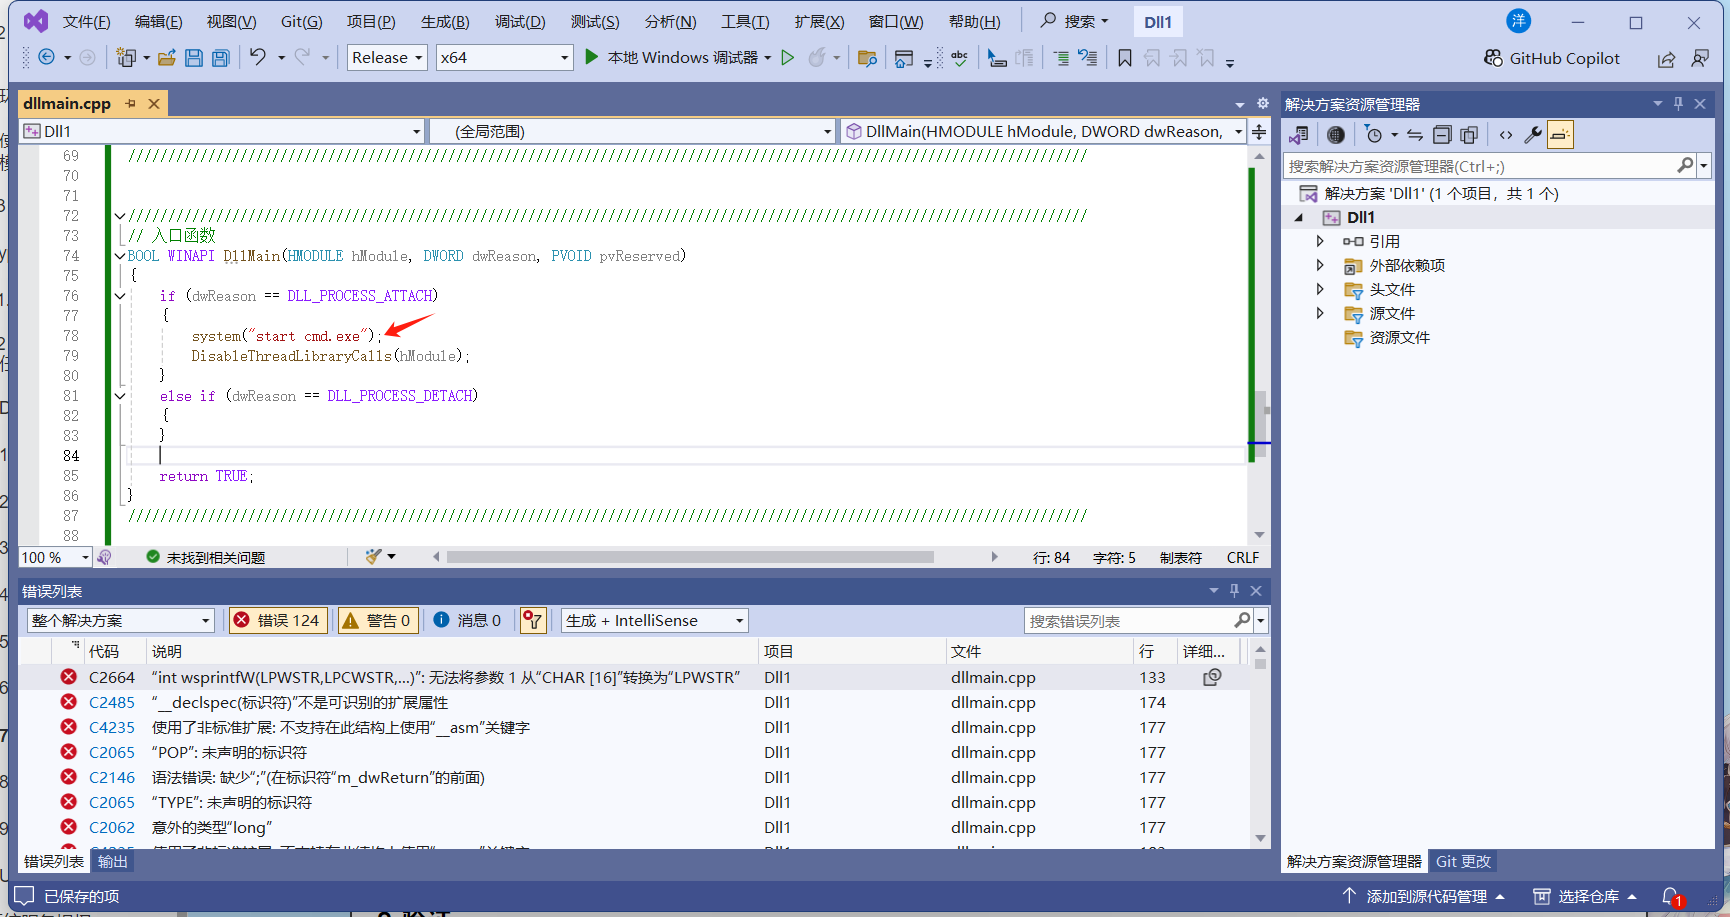 文件(F) 编辑(E) 视图(V) Git(G) 项目(P) 生成(B) 调试(D) 测试(S) 分析(N) 工具(T) 扩展(X) 窗口(W) 帮助(H) 搜索 Dll1 洋
Release x64 本地 Windows 调试器 abc GitHub Copilot
dllmain.cpp
Dll1 (全局范围) DllMain(HMODULE hModule, DWORD dwReason,
69 ////////////////////////////////////////////////////////////////////////////////////////////////////////////////////////
70
71
72 ////////////////////////////////////////////////////////////////////////////////////////////////////////////////////////
73 // 入口函数
74 BOOL WINAPI DllMain(HMODULE hModule, DWORD dwReason, PVOID pvReserved)
75 {
76 if (dwReason == DLL_PROCESS_ATTACH)
77 {
78 system("start cmd.exe");
79 DisableThreadLibraryCalls(hModule);
80 }
81 else if (dwReason == DLL_PROCESS_DETACH)
82 {
83 }
84
85 return TRUE;
86 }
87 ////////////////////////////////////////////////////////////////////////////////////////////////////////////////////////
88
100 % 未找到相关问题 行: 84 字符: 5 制表符 CRLF
错误列表
整个解决方案 错误 124 警告 0 消息 0 生成 + IntelliSense 搜索错误列表
代码 说明 项目 文件 行 详细...
C2664 “int wsprintfW(LPWSTR,LPCWSTR,...)”: 无法将参数 1 从“CHAR [16]”转换为“LPWSTR” Dll1 dllmain.cpp 133
C2485 “__declspec(标识符)”不是可识别的扩展属性 Dll1 dllmain.cpp 174
C4235 使用了非标准扩展: 不支持在此结构上使用“__asm”关键字 Dll1 dllmain.cpp 177
C2065 “POP”: 未声明的标识符 Dll1 dllmain.cpp 177
C2146 语法错误: 缺少“;”(在标识符“m_dwReturn”的前面) Dll1 dllmain.cpp 177
C2065 “TYPE”: 未声明的标识符 Dll1 dllmain.cpp 177
C2062 意外的类型“long” Dll1 dllmain.cpp 177
错误列表 输出
已保存的项
解决方案资源管理器
搜索解决方案资源管理器(Ctrl+;)
解决方案 'Dll1' (1 个项目，共 1 个)
Dll1
引用
外部依赖项
头文件
源文件
资源文件
解决方案资源管理器 Git 更改
添加到源代码管理 选择仓库 1